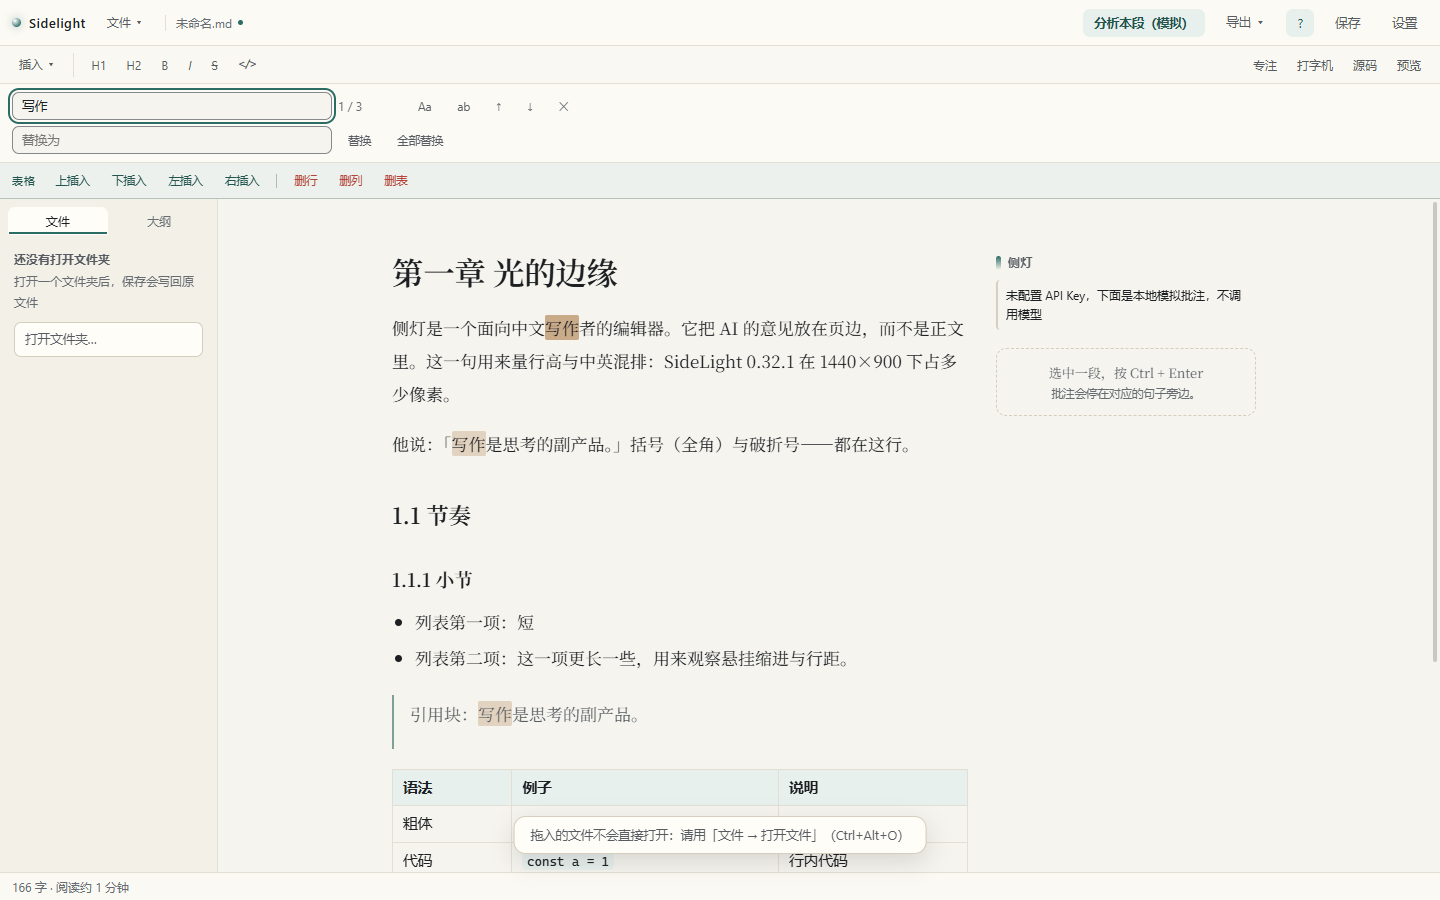 Sidelight 文件 ▾ 未命名.md • 分析本段（模拟） 导出 ▾ ? 保存 设置
插入 ▾ H1 H2 B I S </> 专注 打字机 源码 预览
写作 1 / 3 Aa ab ↑ ↓ ×
替换为 替换 全部替换
表格 上插入 下插入 左插入 右插入 删行 删列 删表
文件 大纲
还没有打开文件夹
打开一个文件夹后，保存会写回原
文件
打开文件夹...
第一章 光的边缘
侧灯是一个面向中文写作者的编辑器。它把 AI 的意见放在页边，而不是正文
里。这一句用来量行高与中英混排：SideLight 0.32.1 在 1440×900 下占多
少像素。
他说：「写作是思考的副产品。」括号（全角）与破折号——都在这行。
1.1 节奏
1.1.1 小节
• 列表第一项：短
• 列表第二项：这一项更长一些，用来观察悬挂缩进与行距。
引用块：写作是思考的副产品。
语法 例子 说明
粗体
代码 const a = 1 行内代码
拖入的文件不会直接打开：请用「文件 → 打开文件」（Ctrl+Alt+O）
侧灯
未配置 API Key，下面是本地模拟批注，不调
用模型
选中一段，按 Ctrl + Enter
批注会停在对应的句子旁边。
166 字 · 阅读约 1 分钟